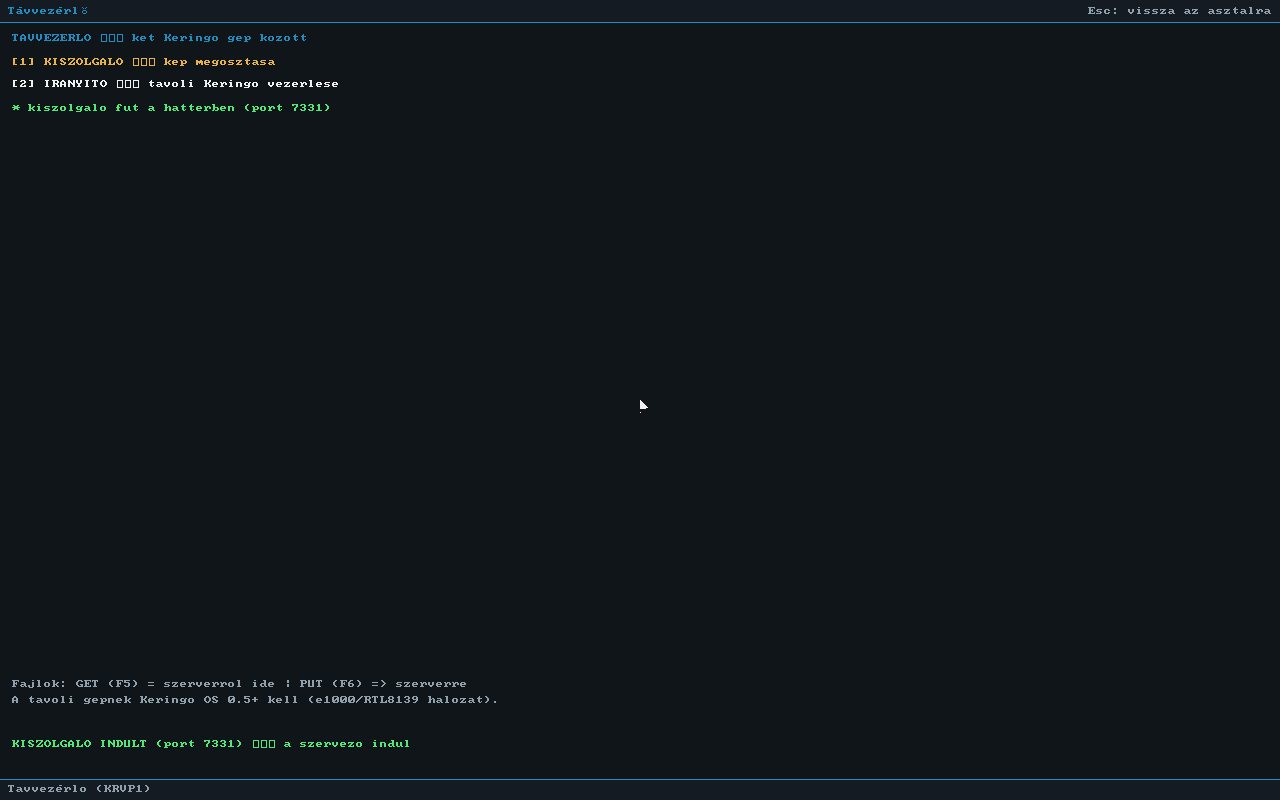 Távvezérlő
Esc: vissza az asztalra
TAVVEZERLO □□□ ket Keringo gep kozott
[1] KISZOLGALO □□□ kep megosztasa
[2] IRANYITO □□□ tavoli Keringo vezerlese
* kiszolgalo fut a hatterben (port 7331)
Fajlok: GET (F5) = szerverrol ide | PUT (F6) => szerverre
A tavoli gepnek Keringo OS 0.5+ kell (e1000/RTL8139 halozat).
KISZOLGALO INDULT (port 7331) □□□ a szervezo indul
Tavvezérlo (KRVP1)